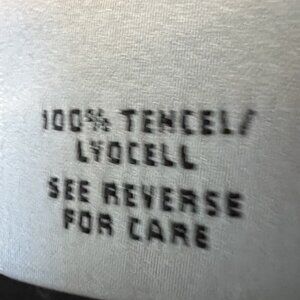 100% TENCEL/
LYOCELL
SEE REVERSE
FOR CARE